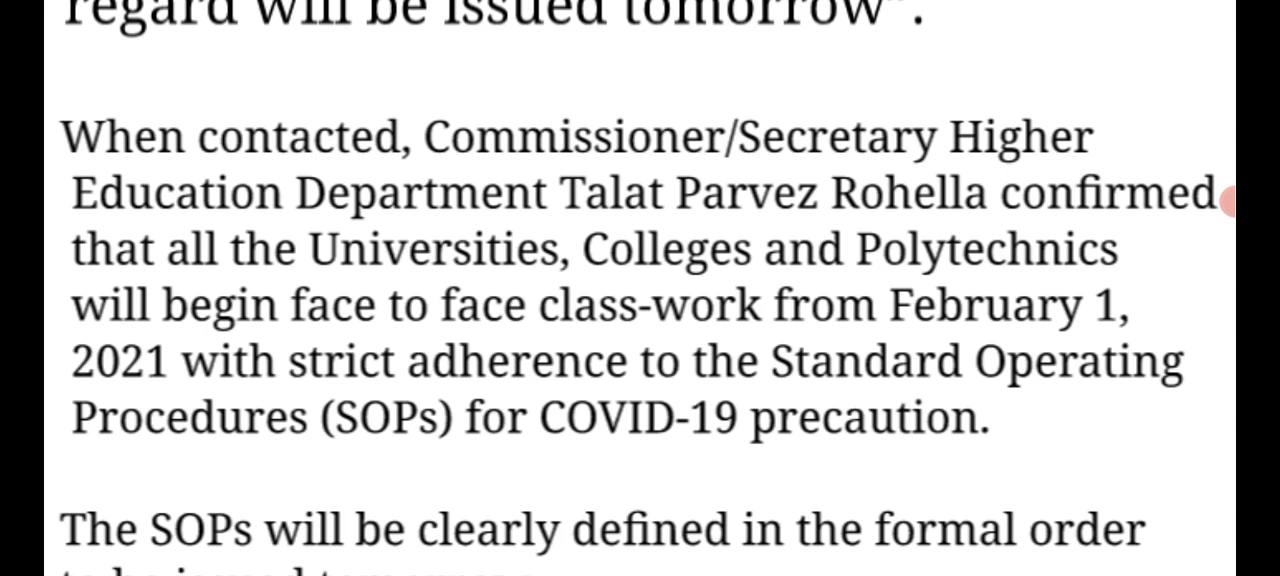 regard will be issued tomorrow".
When contacted, Commissioner/Secretary Higher
Education Department Talat Parvez Rohella confirmed
that all the Universities, Colleges and Polytechnics
will begin face to face class-work from February 1,
2021 with strict adherence to the Standard Operating
Procedures (SOPs) for COVID-19 precaution.
The SOPs will be clearly defined in the formal order
to be issued